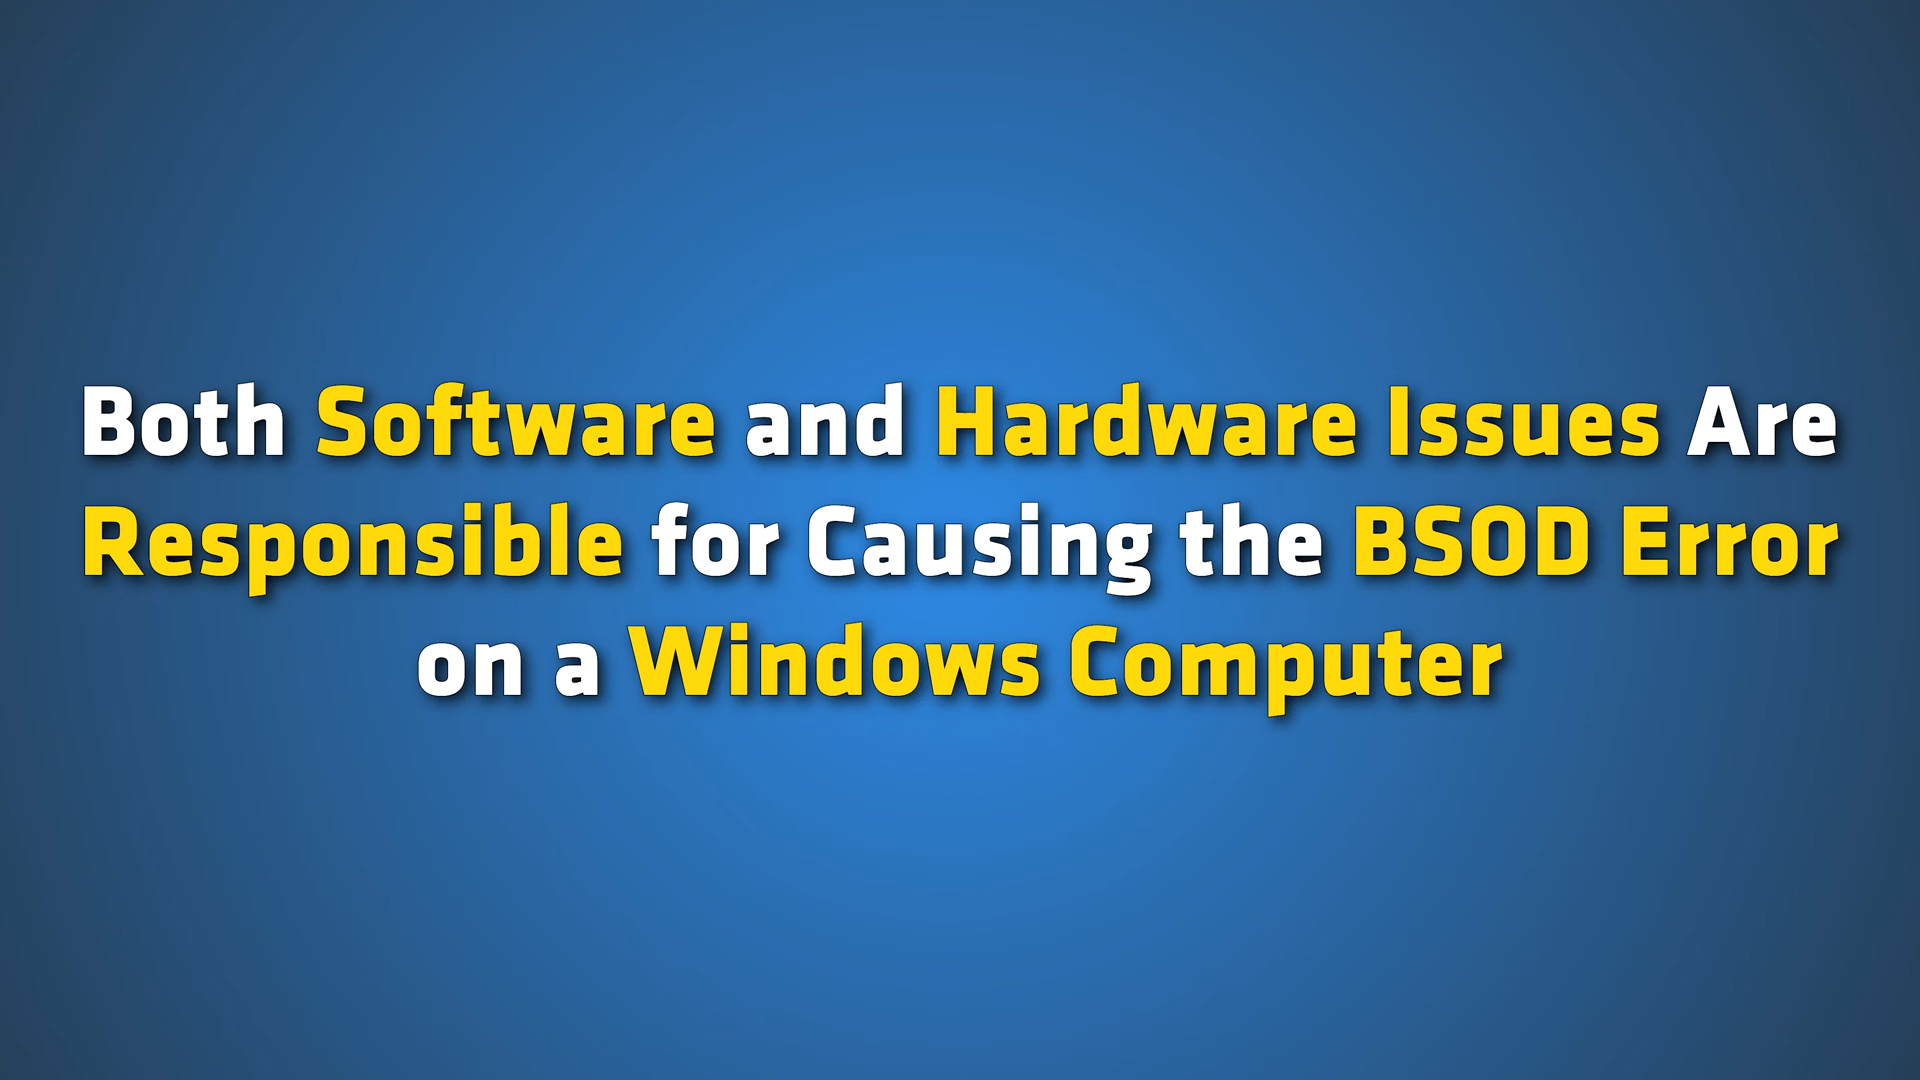 Both Software and Hardware Issues Are
Responsible for Causing the BSOD Error
on a Windows Computer